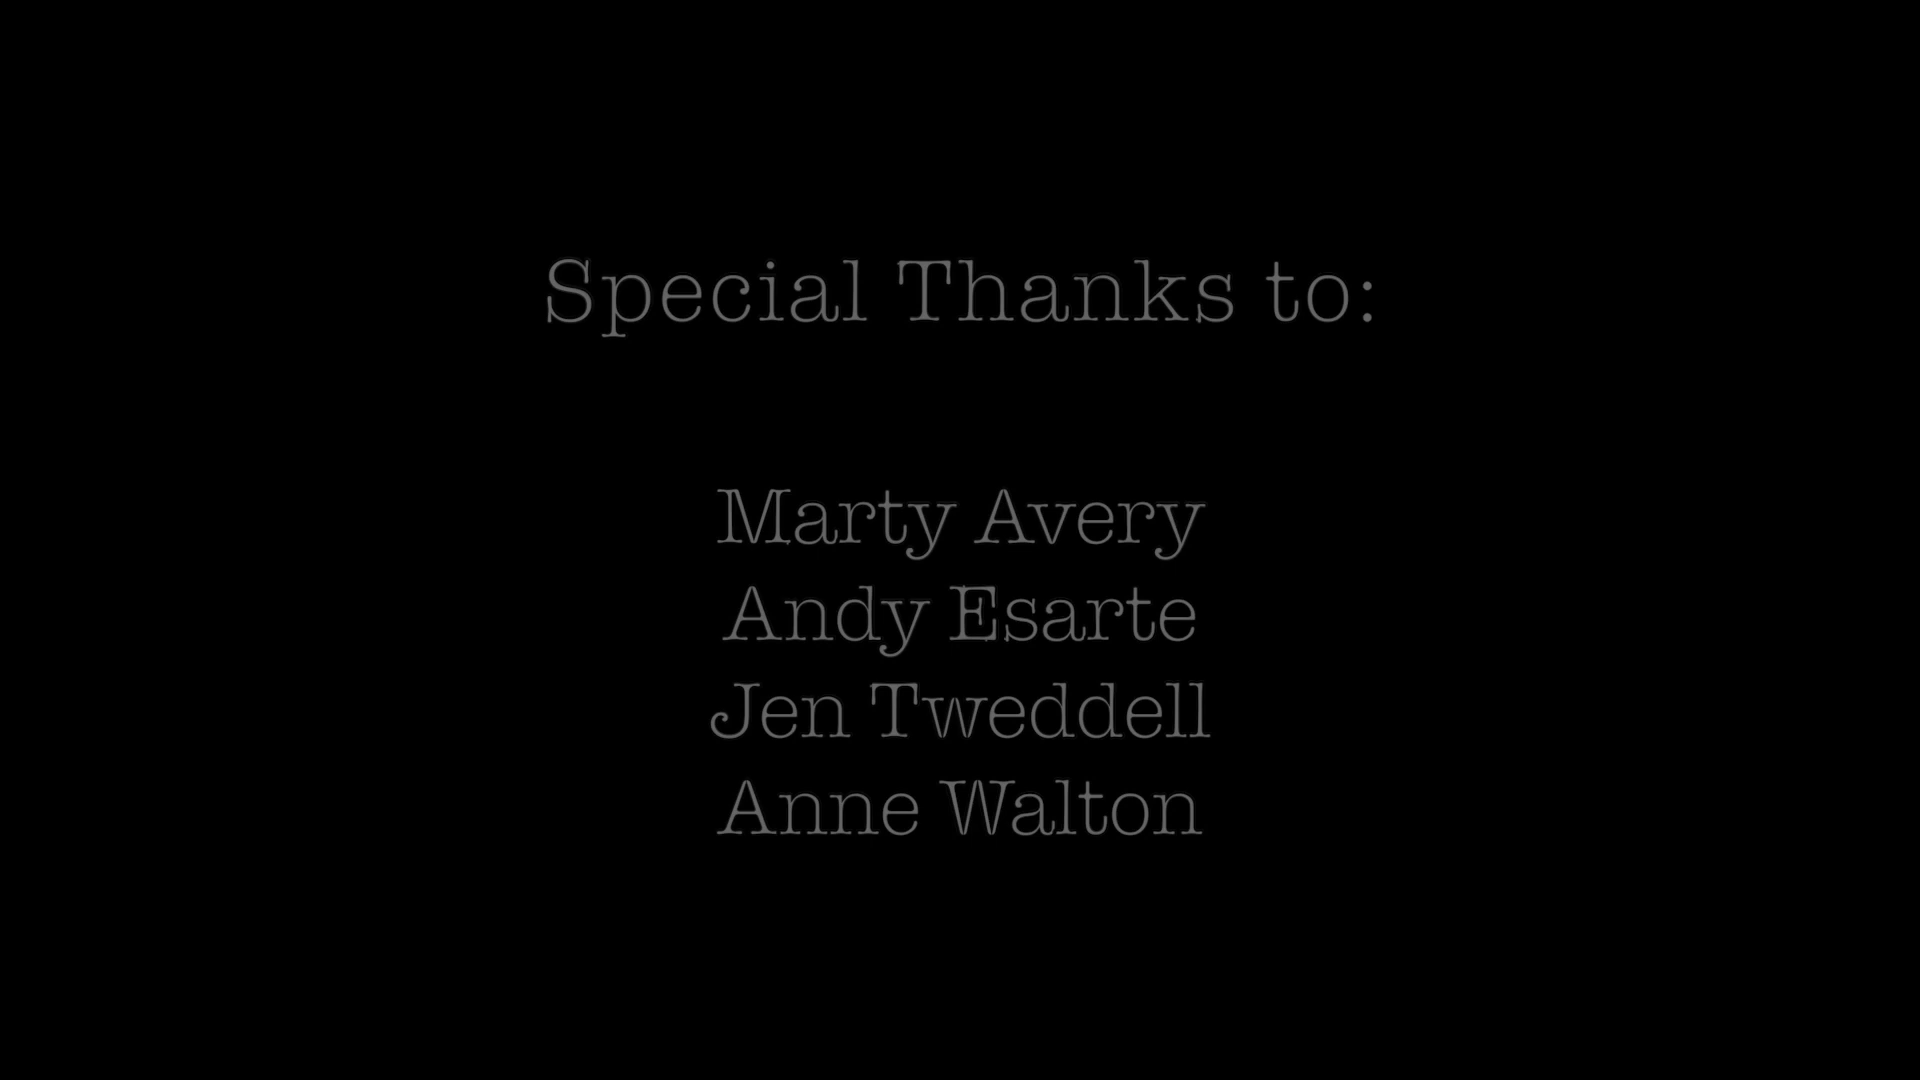 Special Thanks to:
Marty Avery
Andy Esarte
Jen Tweddell
Anne Walton